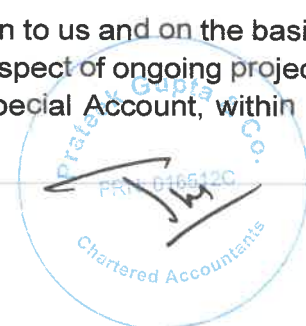 n to us and on the basi
spect of ongoing projec
pecial Account, within
Prateek Gupta & Co.
FRN: 016512C
Chartered Accountants